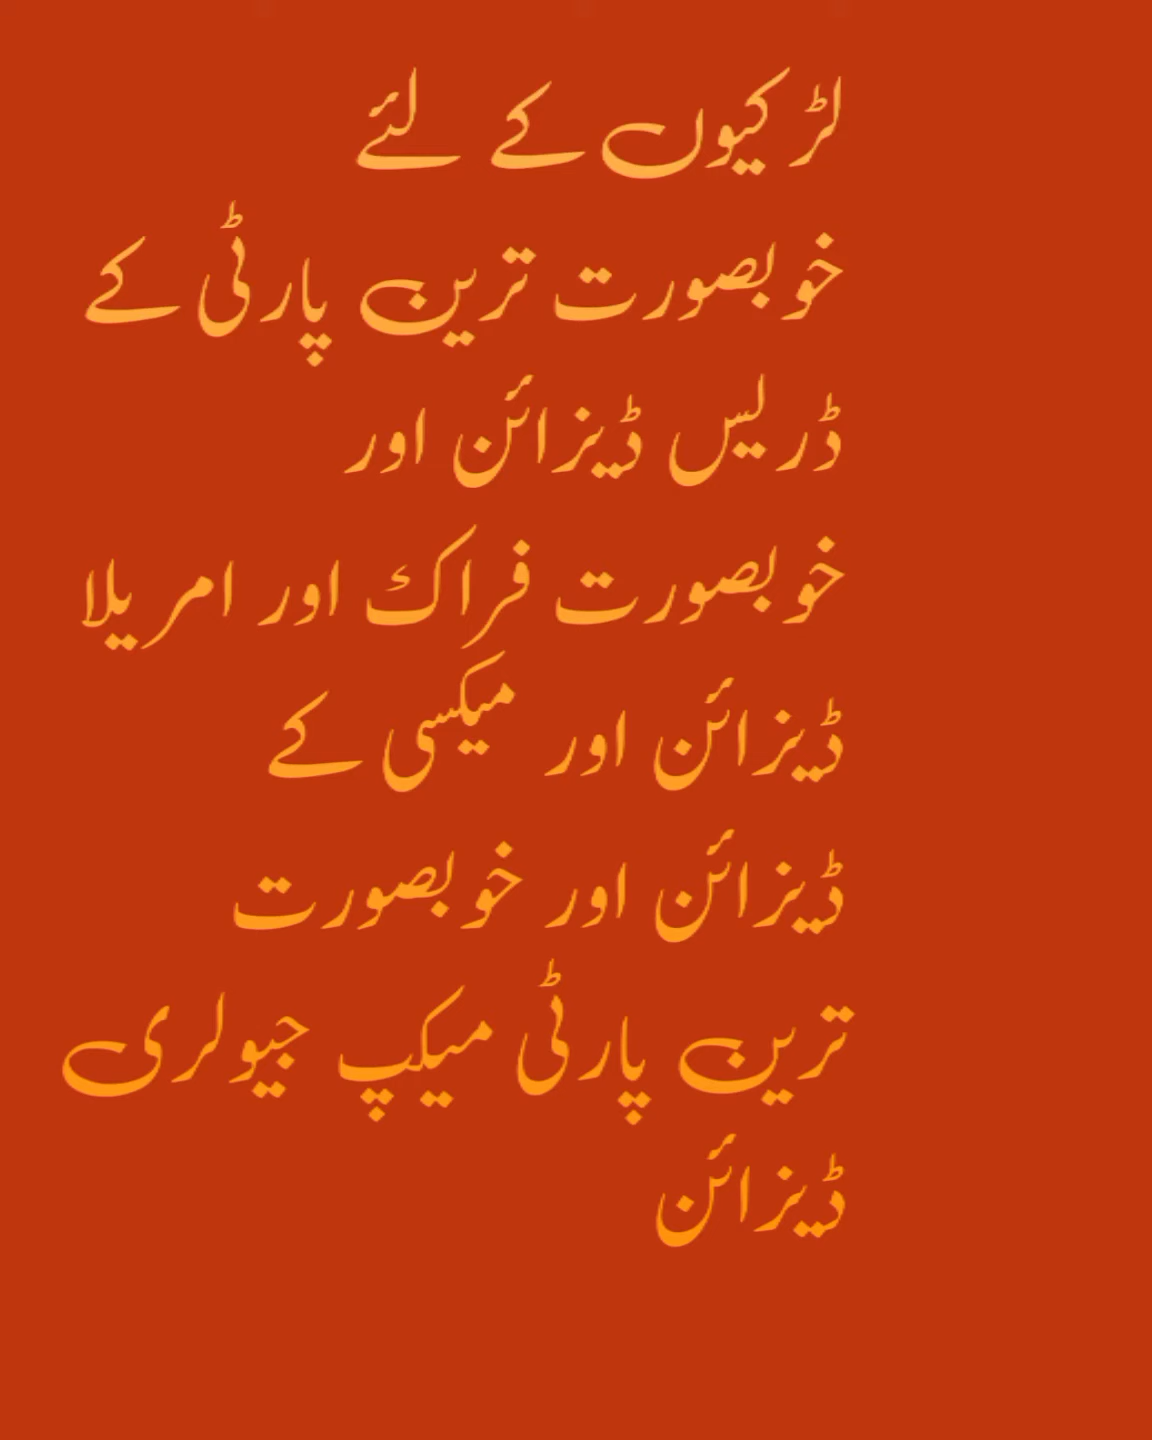 لڑکیوں کے لئے
خوبصورت ترین پارٹی کے
ڈریس ڈیزائن اور
خوبصورت فراک اور امریلا
ڈیزائن اور میکسی کے
ڈیزائن اور خوبصورت
ترین پارٹی میکپ جیولری
ڈیزائن